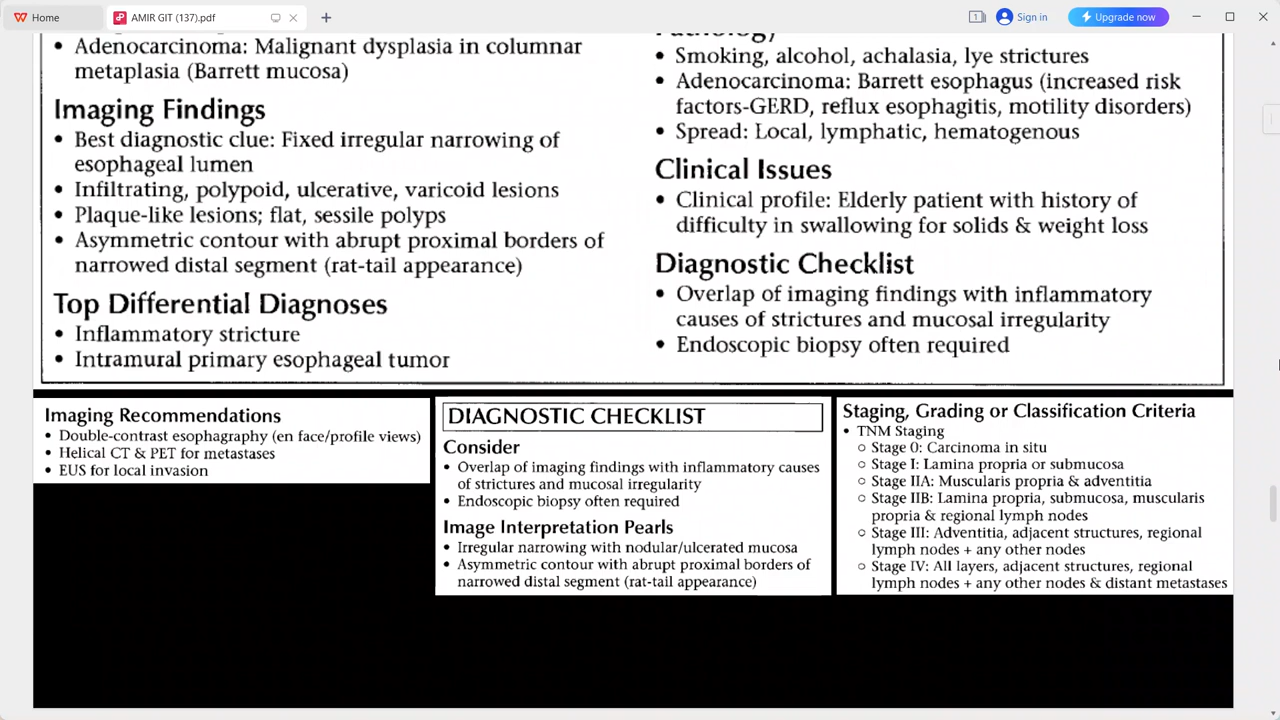 Home
AMIR GIT (137).pdf
1
Sign in
Upgrade now
• Adenocarcinoma: Malignant dysplasia in columnar
metaplasia (Barrett mucosa)
Imaging Findings
• Best diagnostic clue: Fixed irregular narrowing of
esophageal lumen
• Infiltrating, polypoid, ulcerative, varicoid lesions
• Plaque-like lesions; flat, sessile polyps
• Asymmetric contour with abrupt proximal borders of
narrowed distal segment (rat-tail appearance)
Top Differential Diagnoses
• Inflammatory stricture
• Intramural primary esophageal tumor
Pathology
• Smoking, alcohol, achalasia, lye strictures
• Adenocarcinoma: Barrett esophagus (increased risk
factors-GERD, reflux esophagitis, motility disorders)
• Spread: Local, lymphatic, hematogenous
Clinical Issues
• Clinical profile: Elderly patient with history of
difficulty in swallowing for solids & weight loss
Diagnostic Checklist
• Overlap of imaging findings with inflammatory
causes of strictures and mucosal irregularity
• Endoscopic biopsy often required
Imaging Recommendations
• Double-contrast esophagraphy (en face/profile views)
• Helical CT & PET for metastases
• EUS for local invasion
DIAGNOSTIC CHECKLIST
Consider
• Overlap of imaging findings with inflammatory causes
of strictures and mucosal irregularity
• Endoscopic biopsy often required
Image Interpretation Pearls
• Irregular narrowing with nodular/ulcerated mucosa
• Asymmetric contour with abrupt proximal borders of
narrowed distal segment (rat-tail appearance)
Staging, Grading or Classification Criteria
• TNM Staging
○ Stage 0: Carcinoma in situ
○ Stage I: Lamina propria or submucosa
○ Stage IIA: Muscularis propria & adventitia
○ Stage IIB: Lamina propria, submucosa, muscularis
propria & regional lymph nodes
○ Stage III: Adventitia, adjacent structures, regional
lymph nodes + any other nodes
○ Stage IV: All layers, adjacent structures, regional
lymph nodes + any other nodes & distant metastases